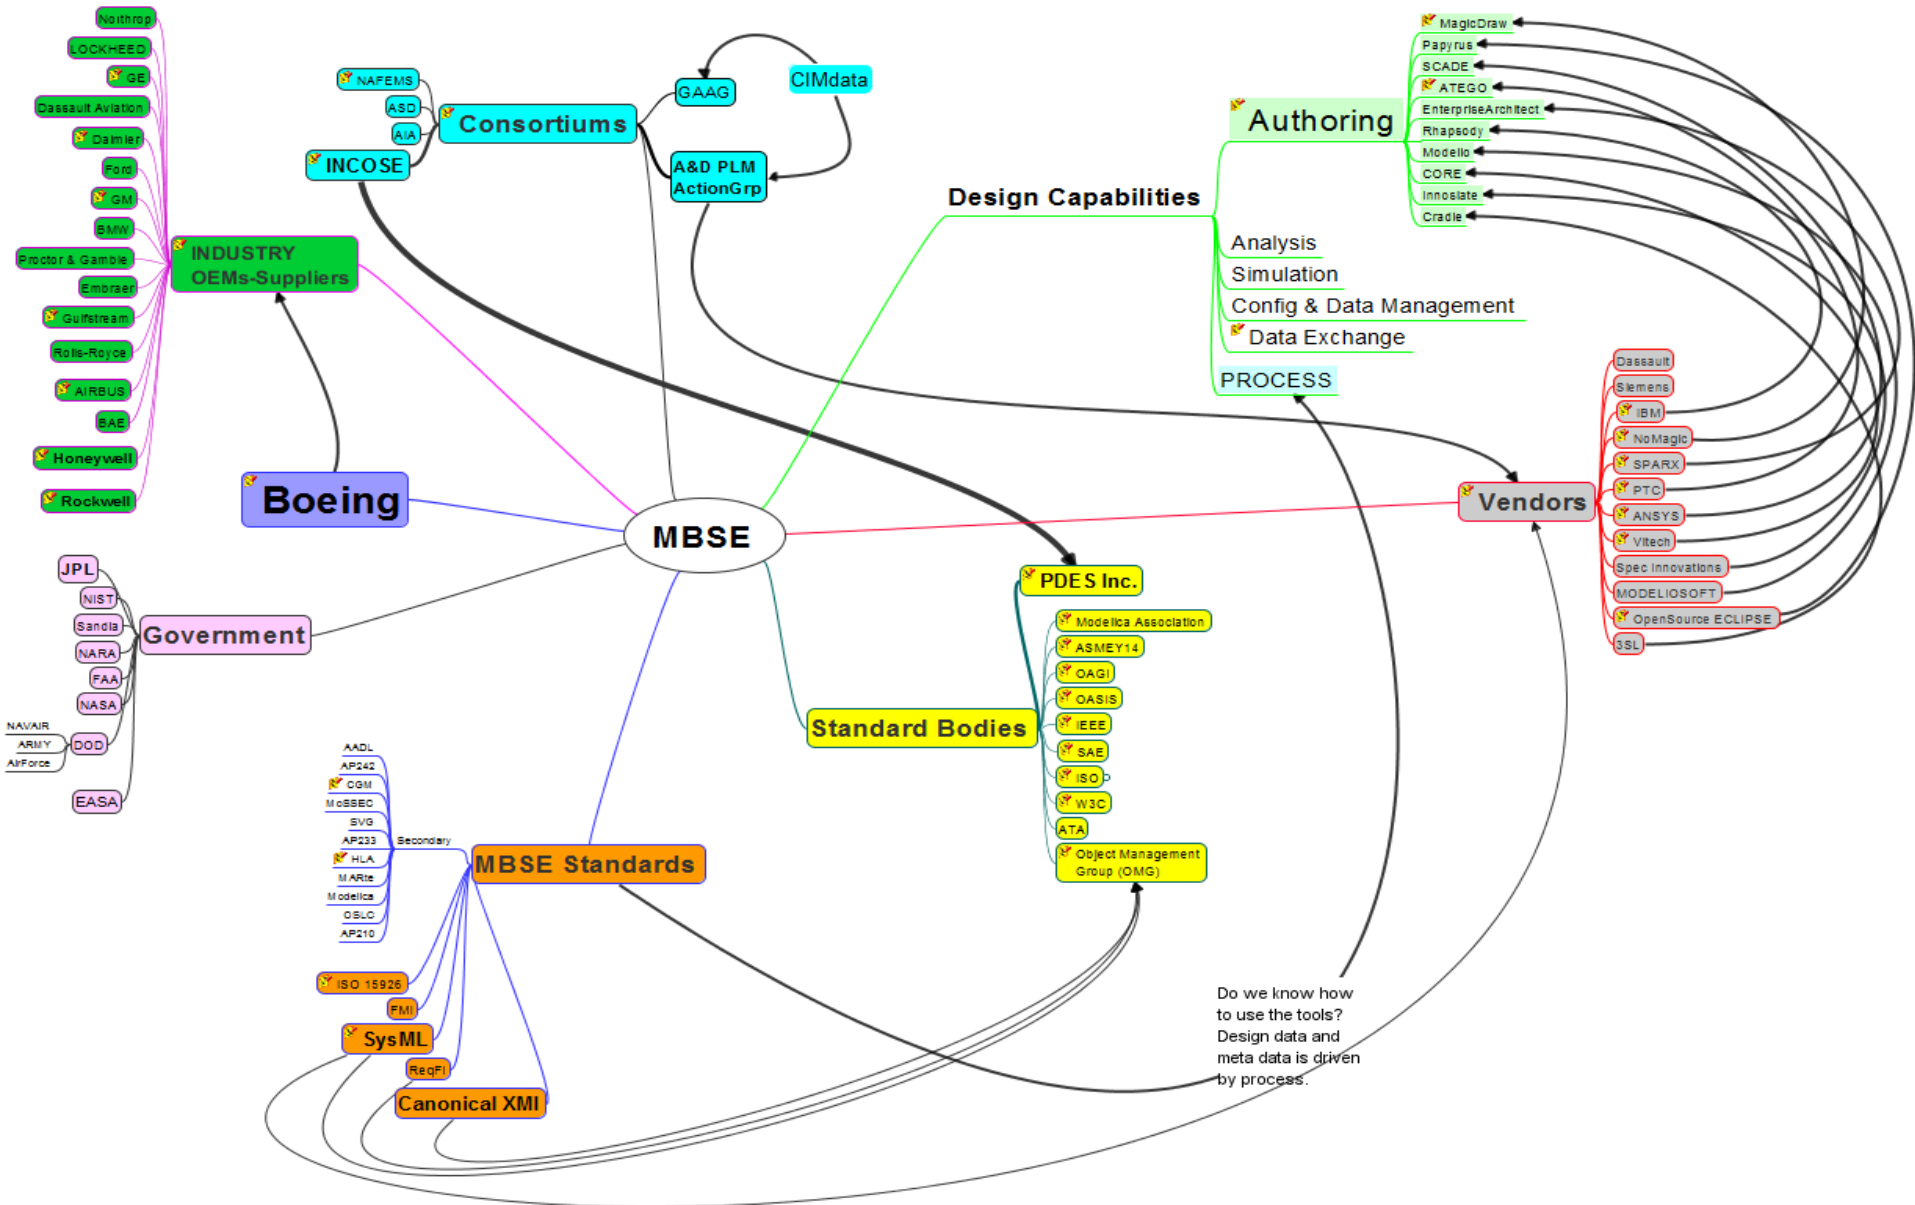 Northrop
LOCKHEED
GE
Dassault Aviation
Daimler
Ford
GM
BMW
Proctor & Gamble
Embraer
Gulfstream
Rolls-Royce
AIRBUS
BAE
Honeywell
Rockwell
INDUSTRY
OEMs-Suppliers
Boeing
NAFEMS
ASD
AIA
INCOSE
Consortiums
GAAG
CIMdata
A&D PLM
ActionGrp
Design Capabilities
Authoring
MagicDraw
Papyrus
SCADE
ATEGO
EnterpriseArchitect
Rhapsody
Modelio
CORE
Innoslate
Cradle
Analysis
Simulation
Config & Data Management
Data Exchange
PROCESS
MBSE
Vendors
Dassault
Siemens
IBM
NoMagic
SPARX
PTC
ANSYS
Vitech
Spec innovations
MODELIOSOFT
OpenSource ECLIPSE
3SL
Government
JPL
NIST
Sandia
NARA
FAA
NASA
DOD
NAVAIR
ARMY
AirForce
EASA
Standard Bodies
PDES Inc.
Modelica Association
ASMEY14
OAGI
OASIS
IEEE
SAE
ISO
W3C
ATA
Object Management
Group (OMG)
MBSE Standards
Secondary
AADL
AP242
CGM
MoSSEC
SVG
AP233
HLA
MARte
Modelica
OSLC
AP210
ISO 15926
FMI
SysML
ReqFI
Canonical XMI
Do we know how
to use the tools?
Design data and
meta data is driven
by process.